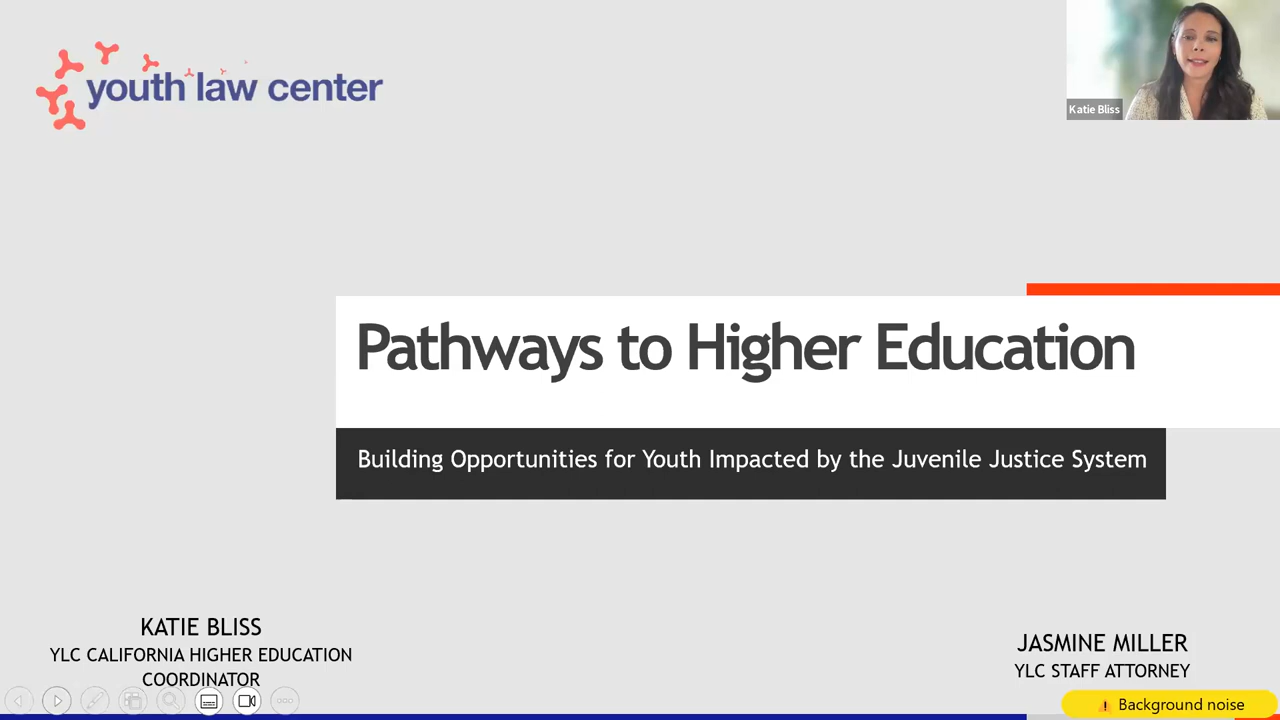 youth law center
Katie Bliss
Pathways to Higher Education
Building Opportunities for Youth Impacted by the Juvenile Justice System
KATIE BLISS
YLC CALIFORNIA HIGHER EDUCATION
COORDINATOR
JASMINE MILLER
YLC STAFF ATTORNEY
Background noise